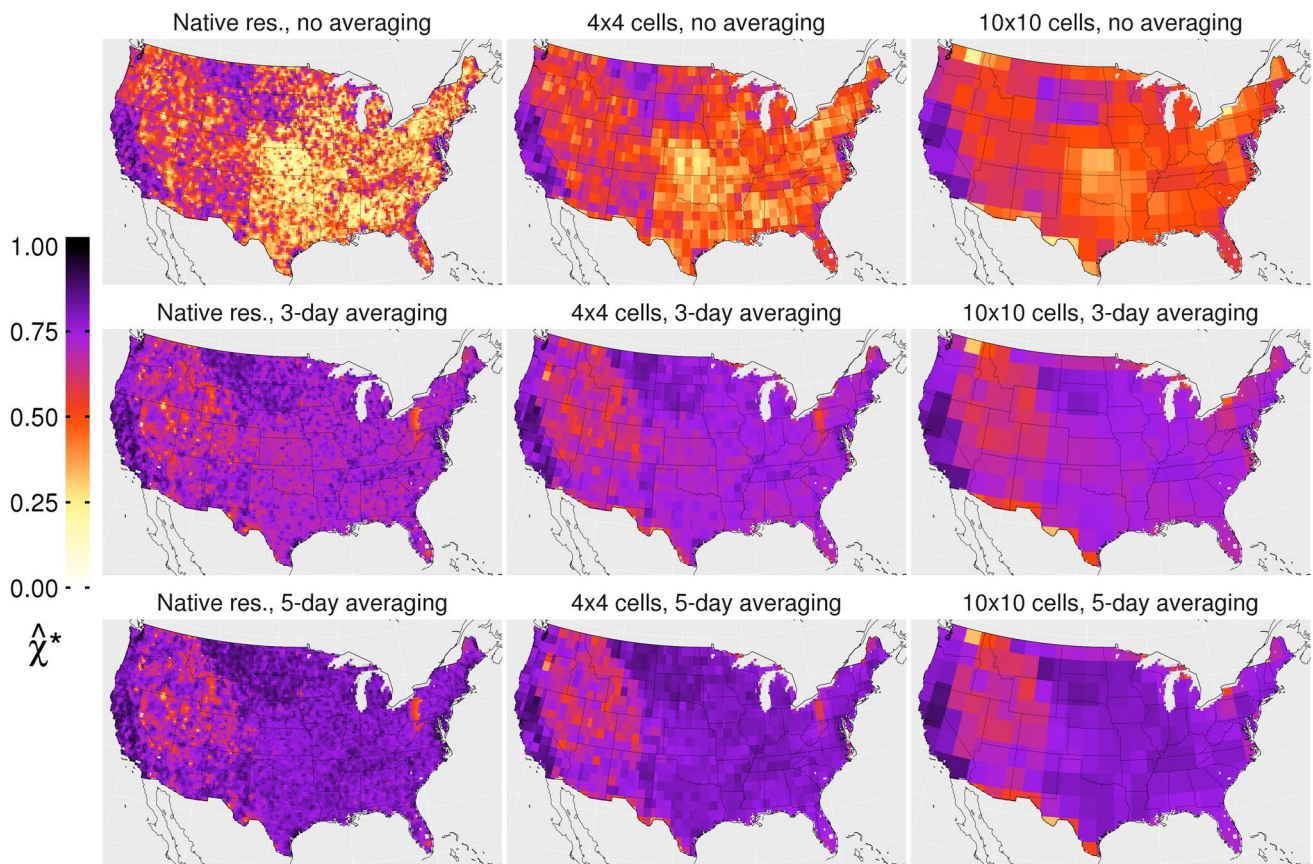 Native res., no averaging
4x4 cells, no averaging
10x10 cells, no averaging
1.00
0.75
0.50
0.25
0.00
χ̂*
Native res., 3-day averaging
4x4 cells, 3-day averaging
10x10 cells, 3-day averaging
Native res., 5-day averaging
4x4 cells, 5-day averaging
10x10 cells, 5-day averaging